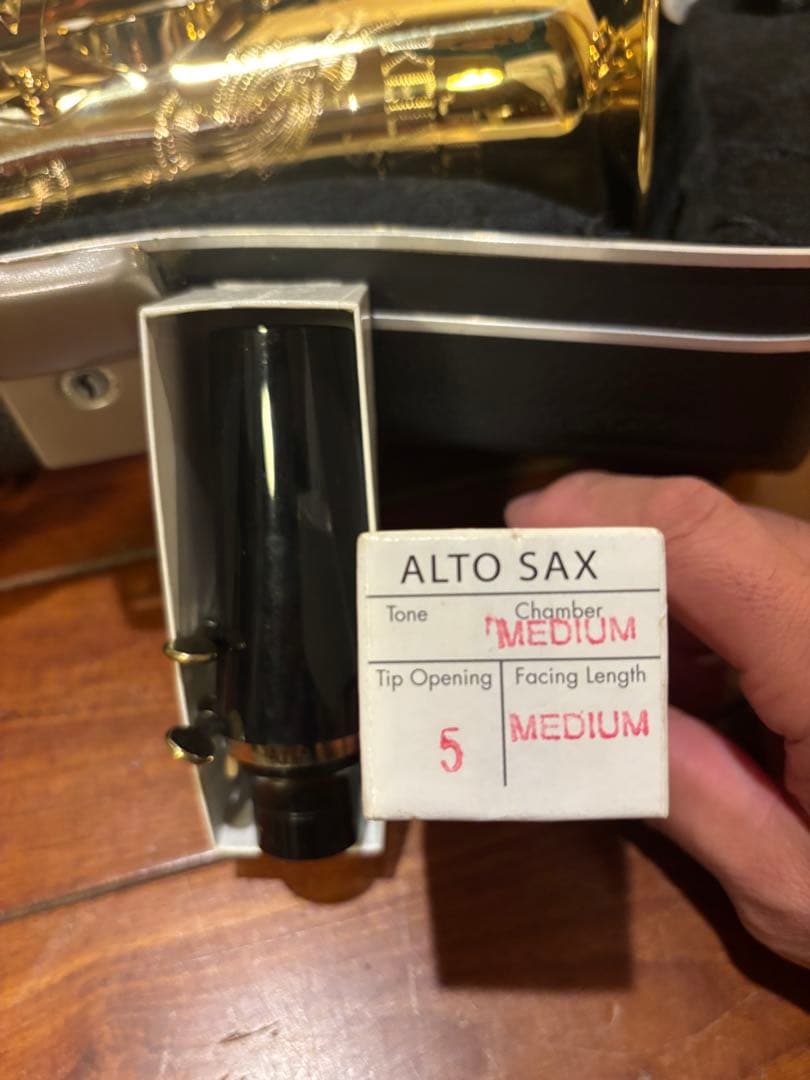 ALTO SAX
Tone Chamber
MEDIUM
Tip Opening Facing Length
5 MEDIUM